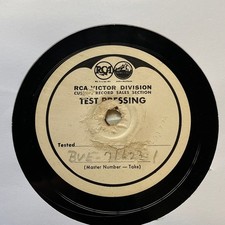 RCA
RCA VICTOR DIVISION
CUSTOM RECORD SALES SECTION
TEST PRESSING
Tested
(Master Number — Take)